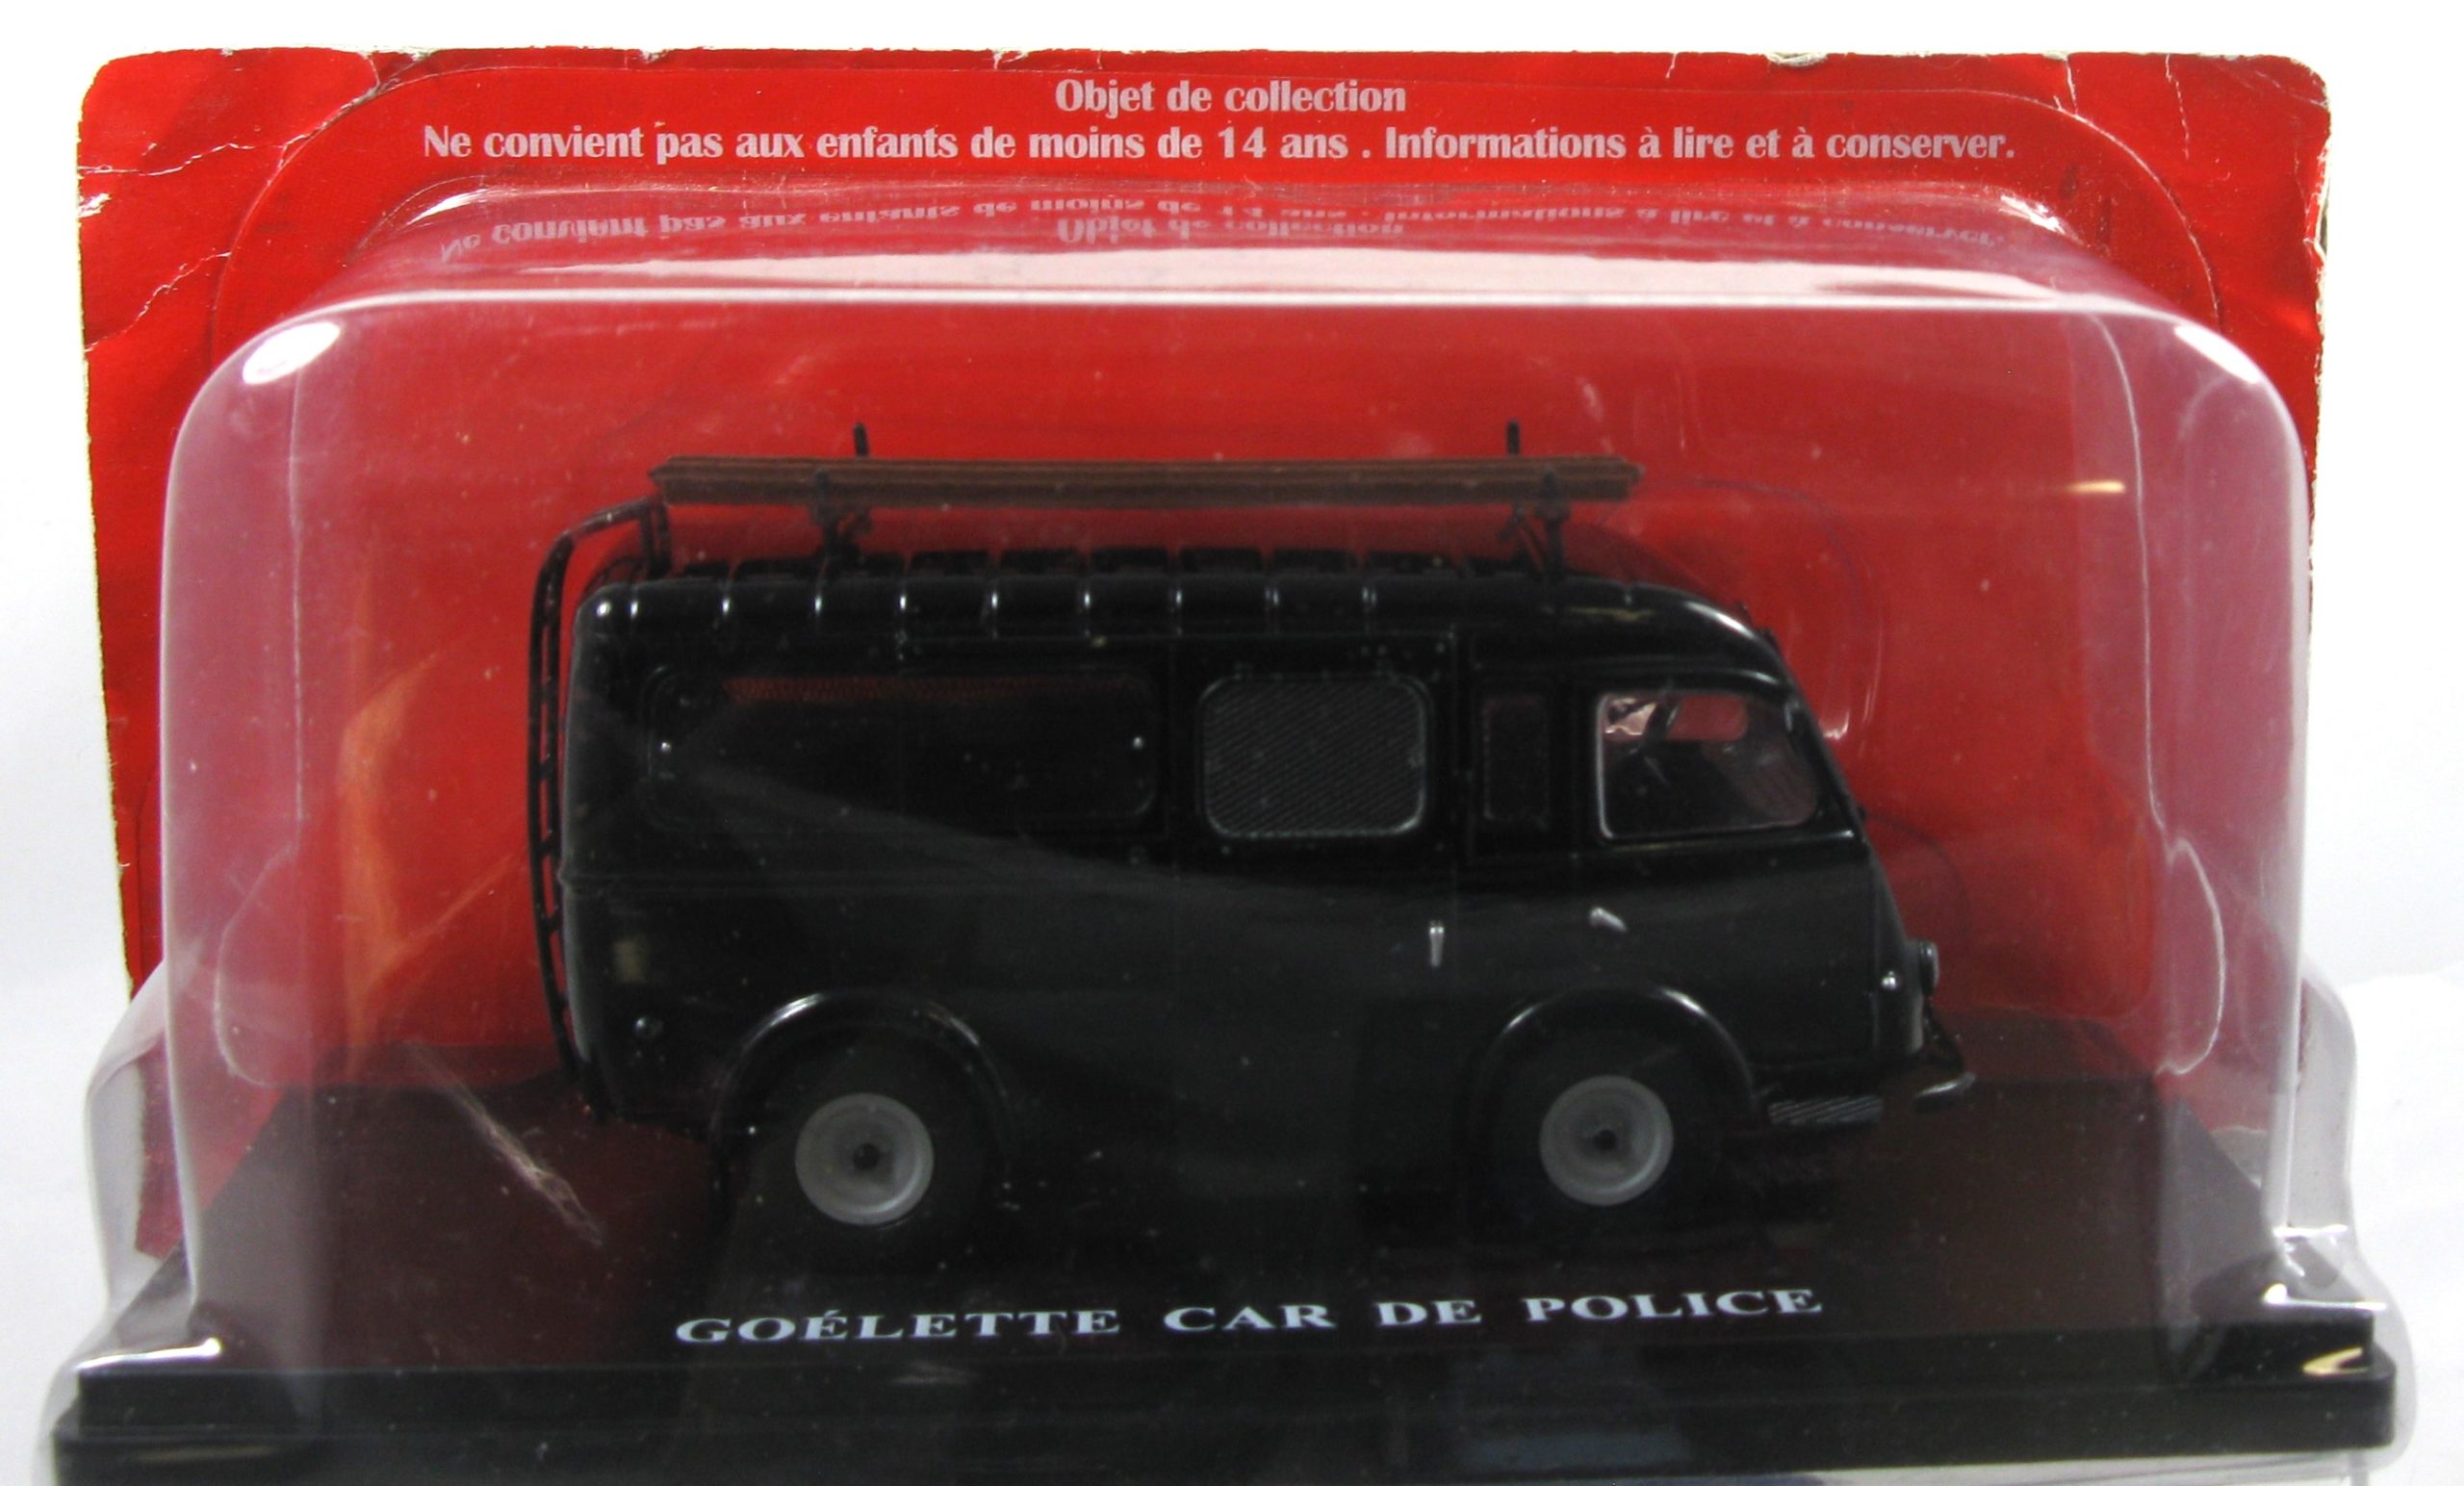 Objet de collection
Ne convient pas aux enfants de moins de 14 ans . Informations à lire et à conserver.
GOÉLETTE CAR DE POLICE